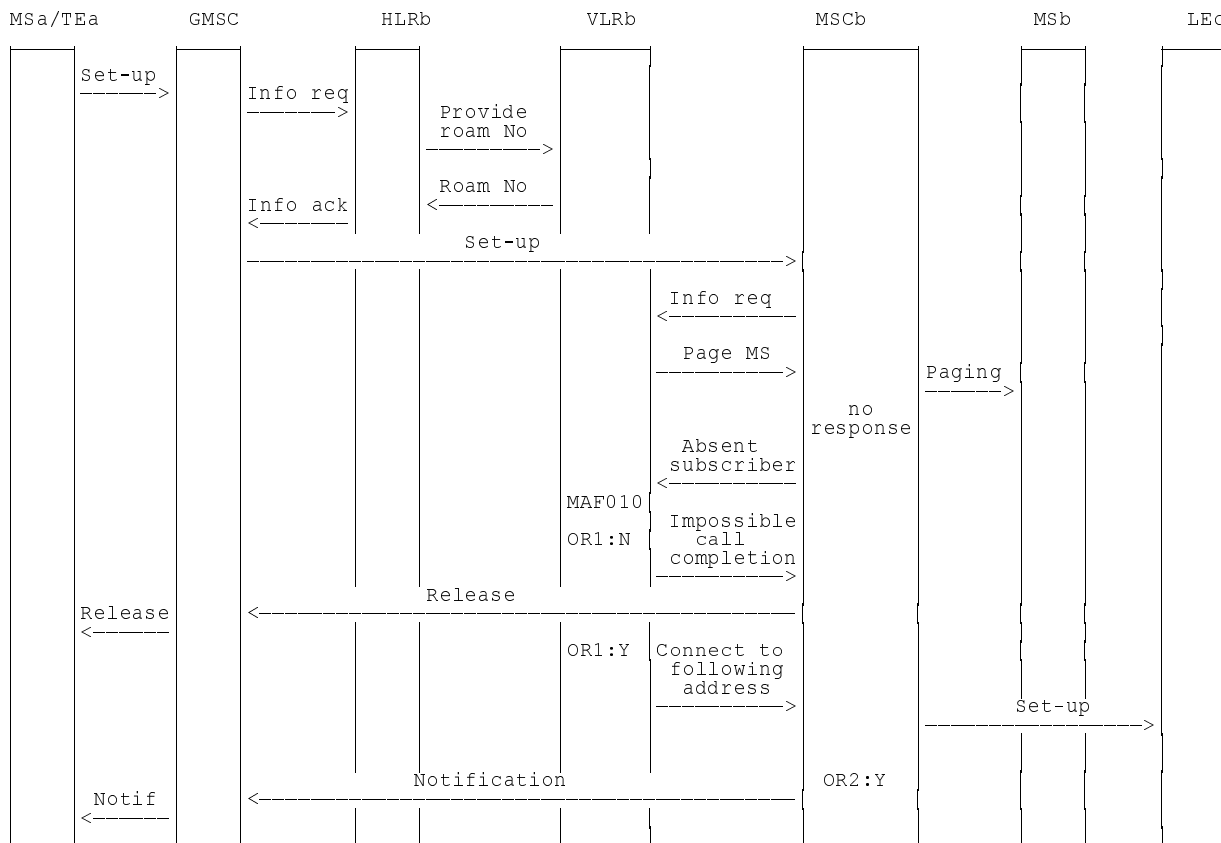 MSa/TEa GMSC HLRb VLRb MSCb MSb LEc
Set-up
Info req
Provide
roam No
Roam No
Info ack
Set-up
Info req
Page MS
Paging
no
response
Absent
subscriber
MAF010
Impossible
OR1:N call
completion
Release
Release
OR1:Y Connect to
following
address
Set-up
Notification OR2:Y
Notif